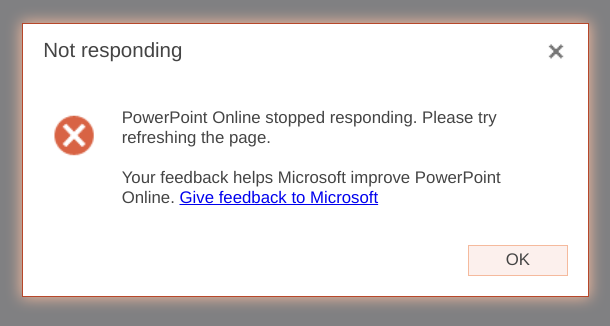 Not responding
PowerPoint Online stopped responding. Please try
refreshing the page.
Your feedback helps Microsoft improve PowerPoint
Online. Give feedback to Microsoft
OK